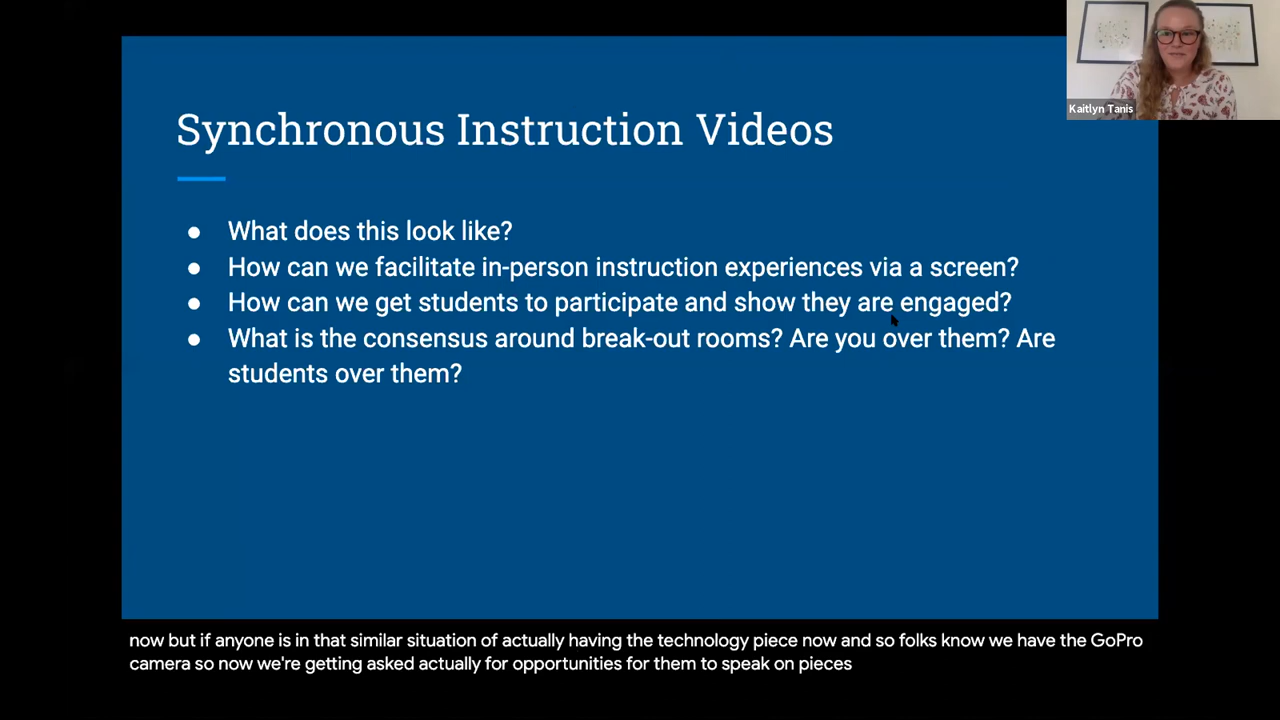 Kaitlyn Tanis
Synchronous Instruction Videos
● What does this look like?
● How can we facilitate in-person instruction experiences via a screen?
● How can we get students to participate and show they are engaged?
● What is the consensus around break-out rooms? Are you over them? Are
students over them?
now but if anyone is in that similar situation of actually having the technology piece now and so folks know we have the GoPro
camera so now we're getting asked actually for opportunities for them to speak on pieces